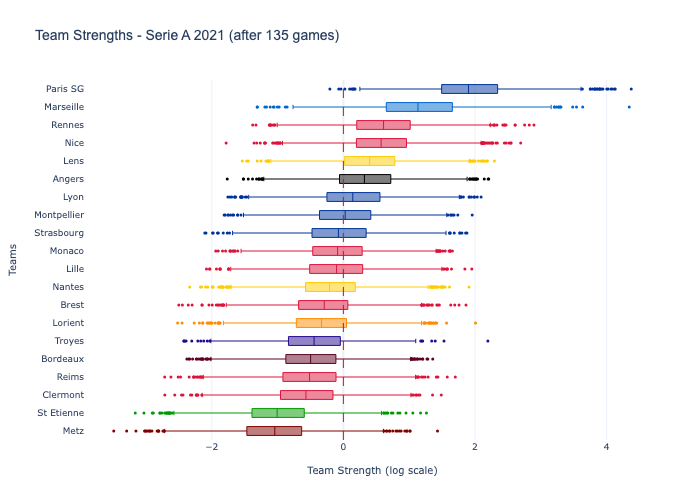 Team Strengths - Serie A 2021 (after 135 games)
Paris SG
Marseille
Rennes
Nice
Lens
Angers
Lyon
Montpellier
Strasbourg
Monaco
Lille
Nantes
Brest
Lorient
Troyes
Bordeaux
Reims
Clermont
St Etienne
Metz
Teams
−2 0 2 4
Team Strength (log scale)